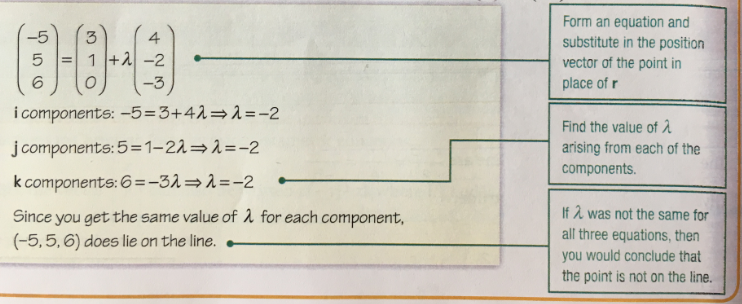 (-5 5 6) = (3 1 0) + λ (4 -2 -3)
i components: -5=3+4λ⇒λ=-2
j components: 5=1-2λ⇒λ=-2
k components: 6=-3λ⇒λ=-2
Since you get the same value of λ for each component,
(-5, 5, 6) does lie on the line.
Form an equation and
substitute in the position
vector of the point in
place of r
Find the value of λ
arising from each of the
components.
If λ was not the same for
all three equations, then
you would conclude that
the point is not on the line.